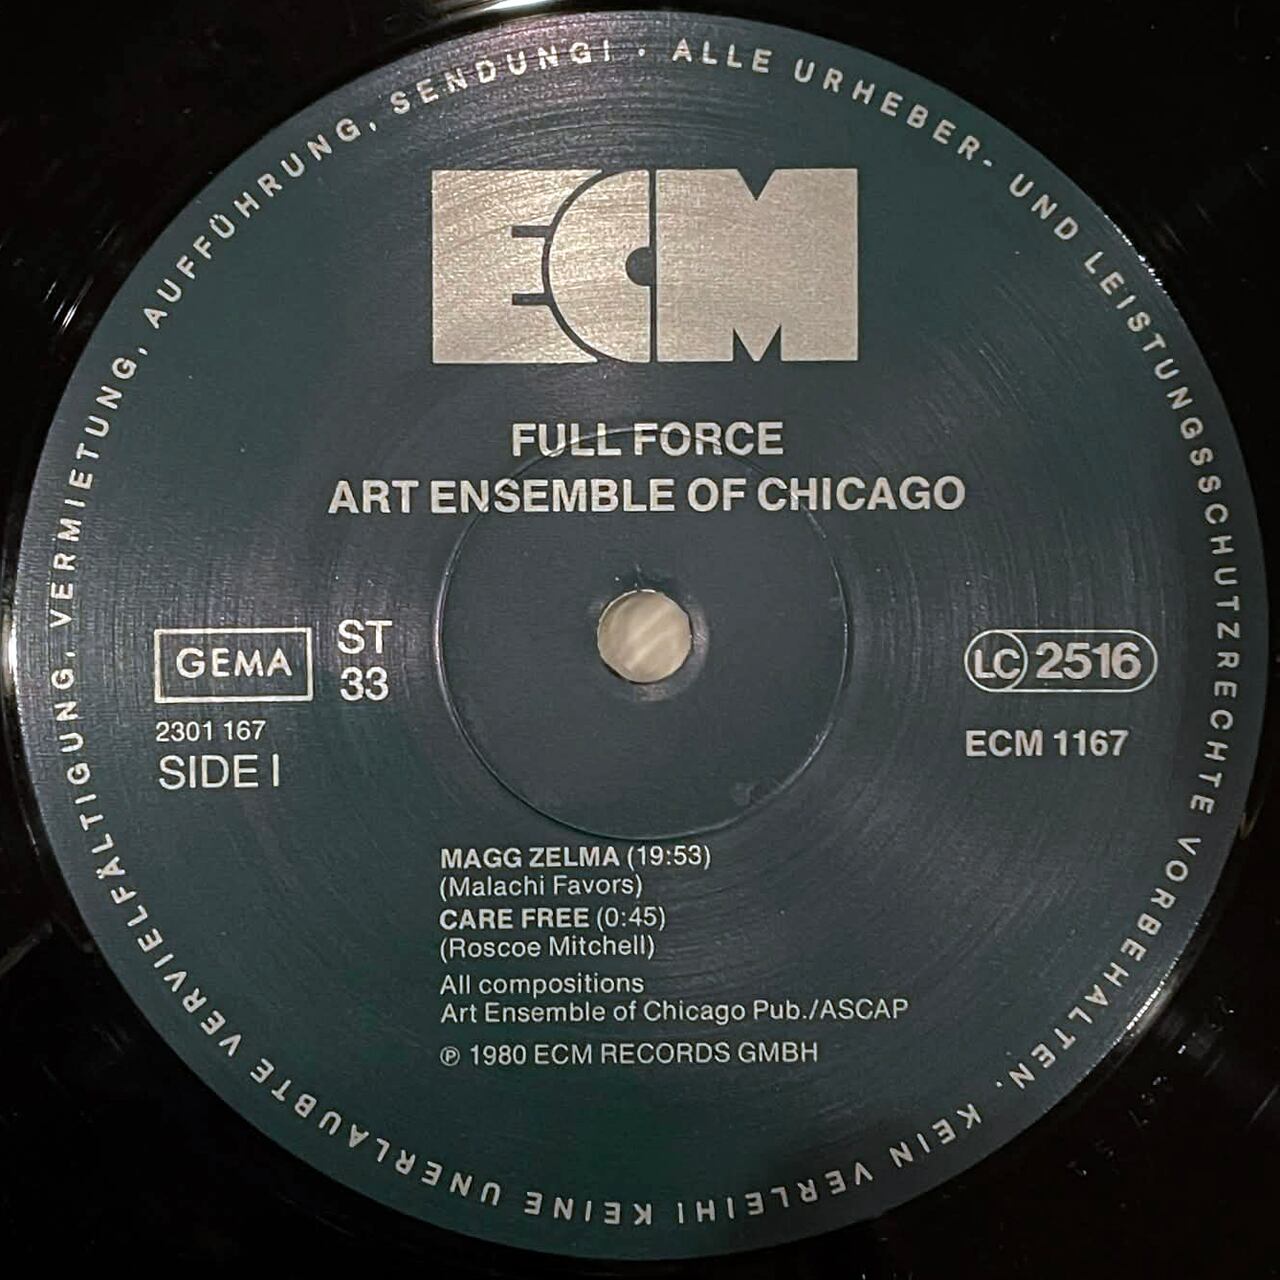 ALLE URHEBER- UND LEISTUNGSSCHUTZRECHTE VORBEHALTEN. KEIN VERLEIH! KEINE UNERLAUBTE VERVIELFÄLTIGUNG, VERMIETUNG, AUFFÜHRUNG, SENDUNG! ·
ECM
FULL FORCE
ART ENSEMBLE OF CHICAGO
GEMA
ST
33
2301 167
SIDE I
LC 2516
ECM 1167
MAGG ZELMA (19:53)
(Malachi Favors)
CARE FREE (0:45)
(Roscoe Mitchell)
All compositions
Art Ensemble of Chicago Pub./ASCAP
℗ 1980 ECM RECORDS GMBH